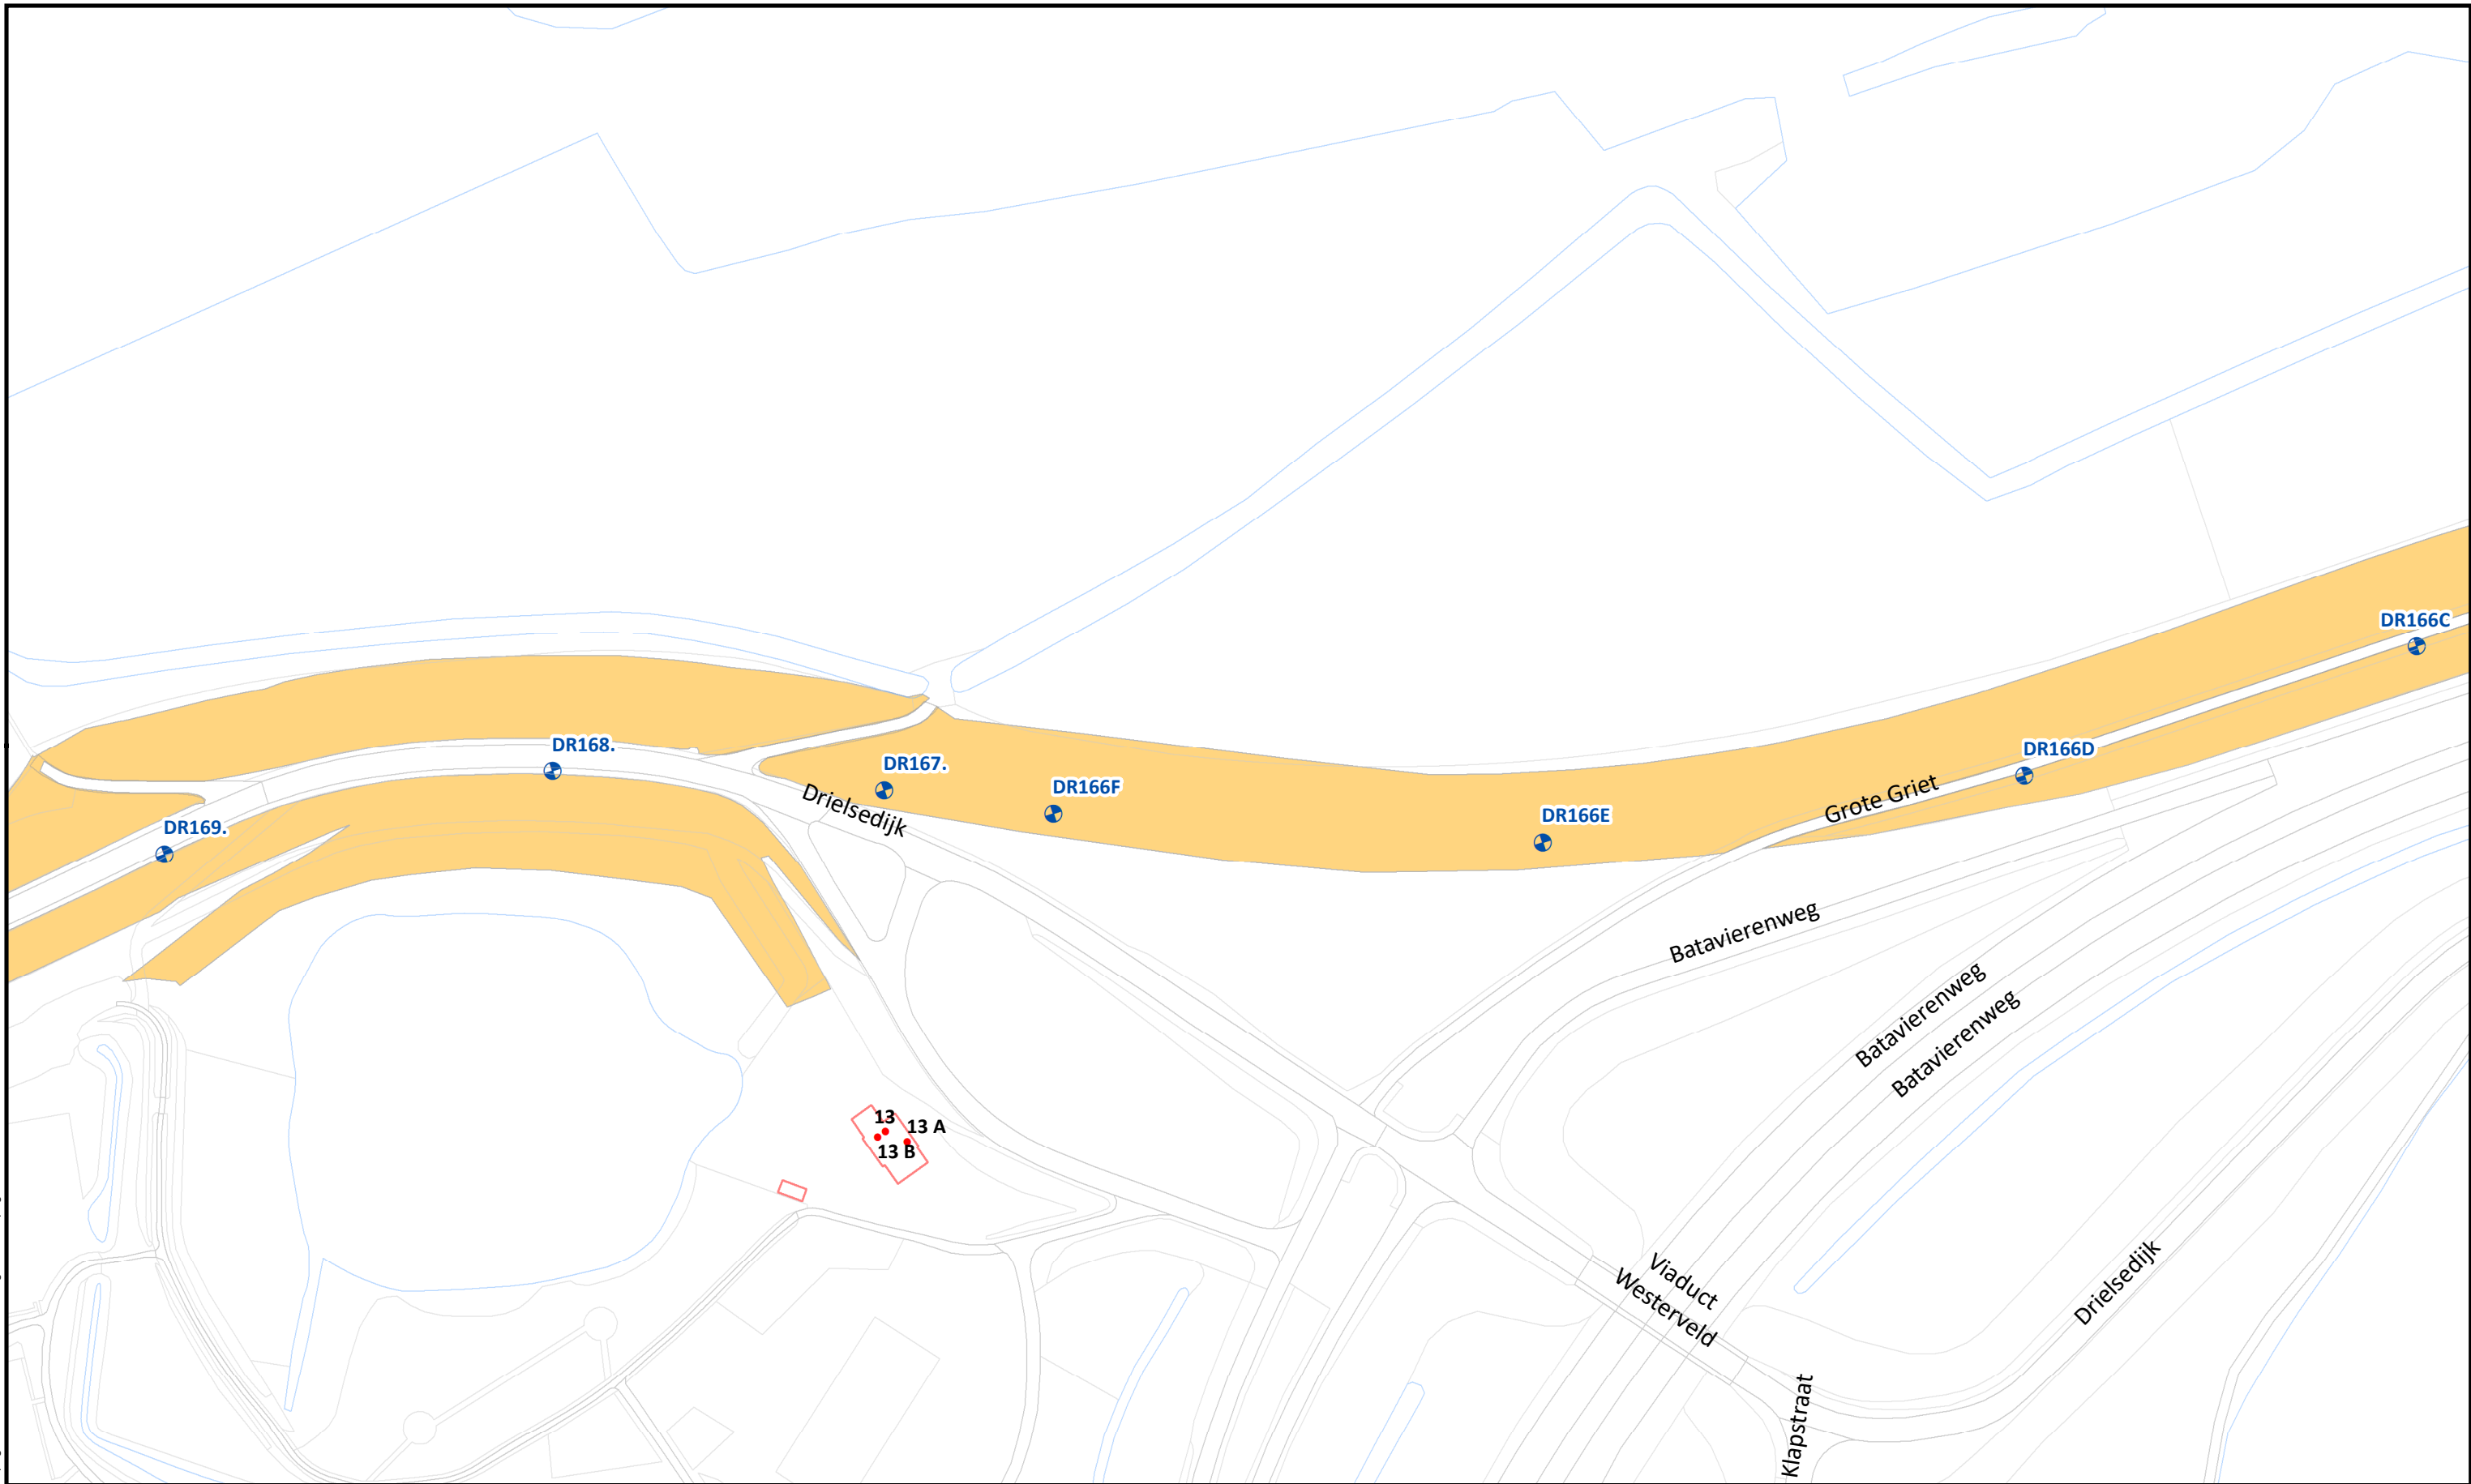 DR166C
DR168.
DR166D
DR167.
DR166F
Grote Griet
Drielsedijk
DR166E
DR169.
Batavierenweg
Batavierenweg
Batavierenweg
13
13 A
13 B
Viaduct
Westerveld
Drielsedijk
Klapstraat